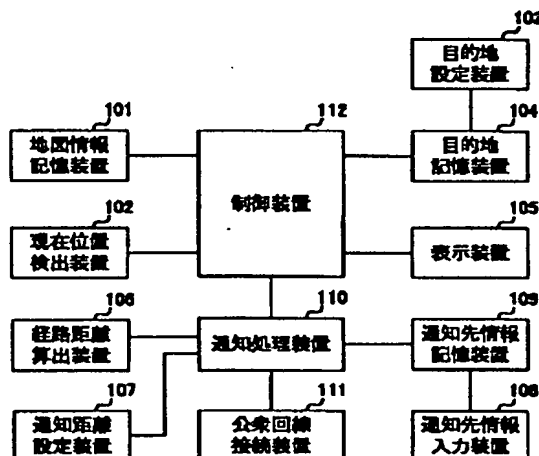 103
目的地
設定装置
101
地図情報
記憶装置
112
制御装置
104
目的地
記憶装置
102
現在位置
検出装置
105
表示装置
106
経路距離
算出装置
110
通知処理装置
109
通知先情報
記憶装置
107
通知距離
設定装置
111
公衆回線
接続装置
108
通知先情報
入力装置